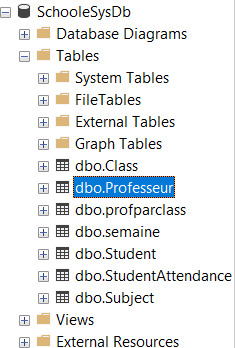 SchooleSysDb
Database Diagrams
Tables
System Tables
FileTables
External Tables
Graph Tables
dbo.Class
dbo.Professeur
dbo.profparclass
dbo.semaine
dbo.Student
dbo.StudentAttendance
dbo.Subject
Views
External Resources